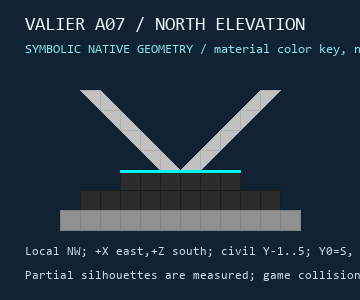 VALIER A07 / NORTH ELEVATION
SYMBOLIC NATIVE GEOMETRY / material color key, n
Local NW; +X east,+Z south; civil Y-1..5; Y0=S,
Partial silhouettes are measured; game collision